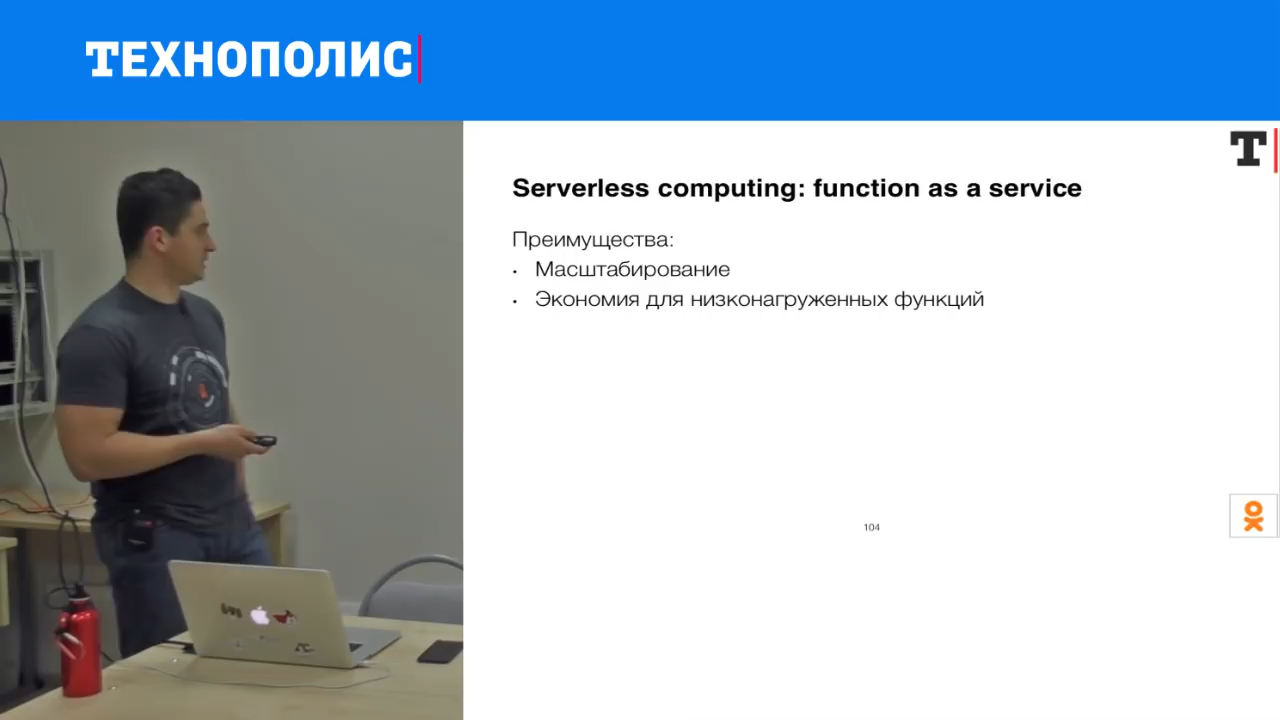 ТЕХНОПОЛИС
T
Serverless computing: function as a service
Преимущества:
• Масштабирование
• Экономия для низконагруженных функций
104